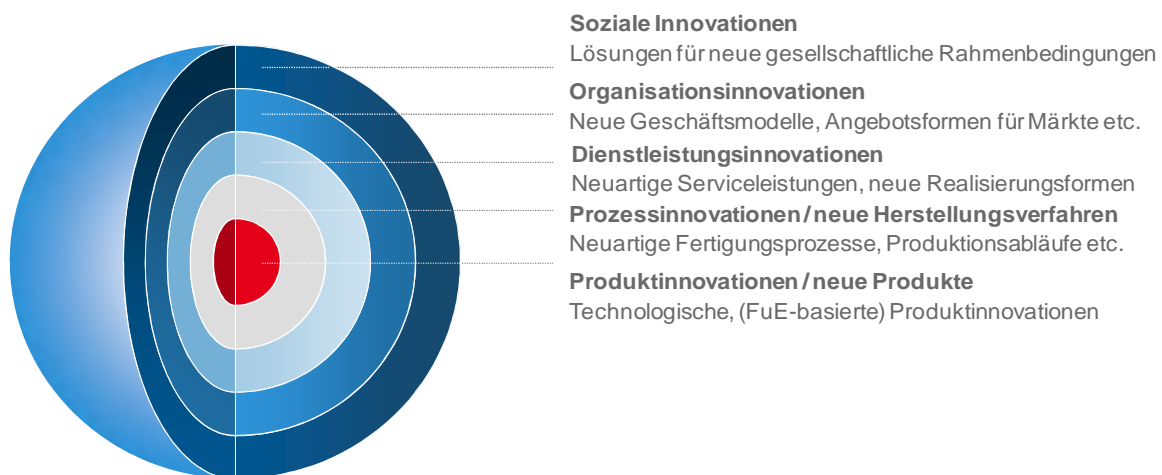 Soziale Innovationen
Lösungen für neue gesellschaftliche Rahmenbedingungen
Organisationsinnovationen
Neue Geschäftsmodelle, Angebotsformen für Märkte etc.
Dienstleistungsinnovationen
Neuartige Serviceleistungen, neue Realisierungsformen
Prozessinnovationen / neue Herstellungsverfahren
Neuartige Fertigungsprozesse, Produktionsabläufe etc.
Produktinnovationen / neue Produkte
Technologische, (FuE-basierte) Produktinnovationen